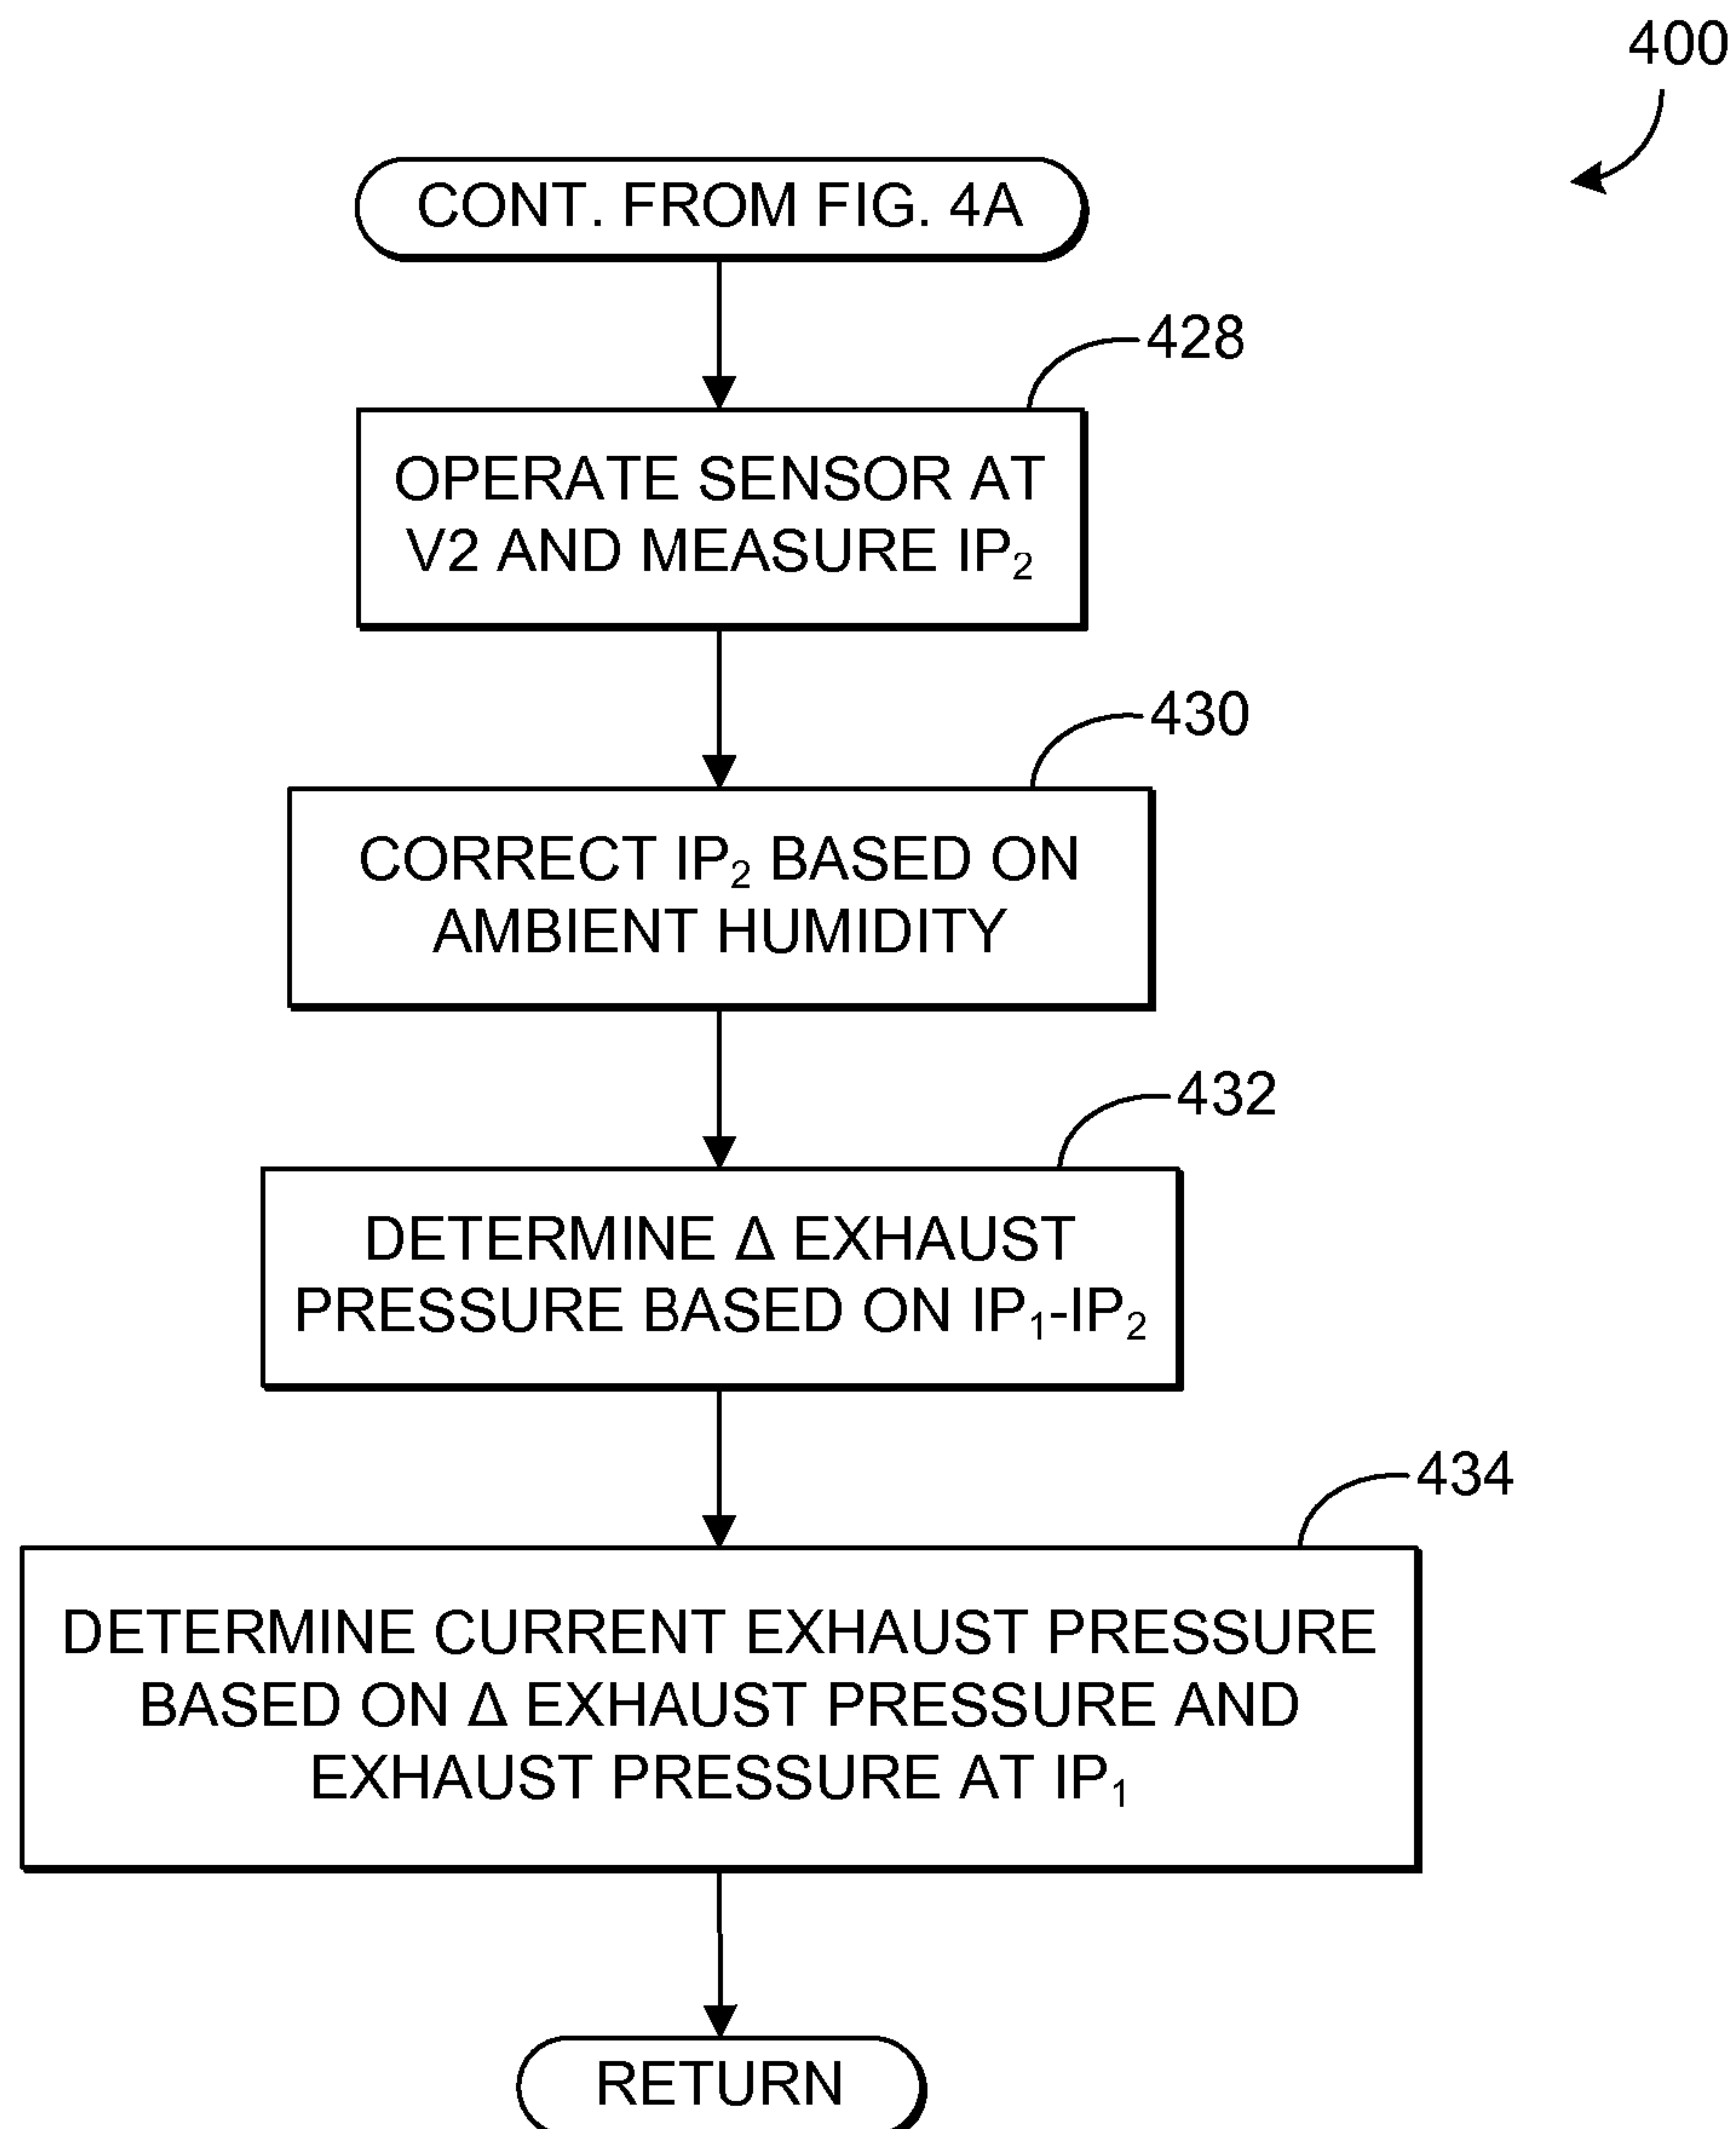 400
CONT. FROM FIG. 4A
428
OPERATE SENSOR AT
V2 AND MEASURE IP₂
430
CORRECT IP₂ BASED ON
AMBIENT HUMIDITY
432
DETERMINE Δ EXHAUST
PRESSURE BASED ON IP₁-IP₂
434
DETERMINE CURRENT EXHAUST PRESSURE
BASED ON Δ EXHAUST PRESSURE AND
EXHAUST PRESSURE AT IP₁
RETURN